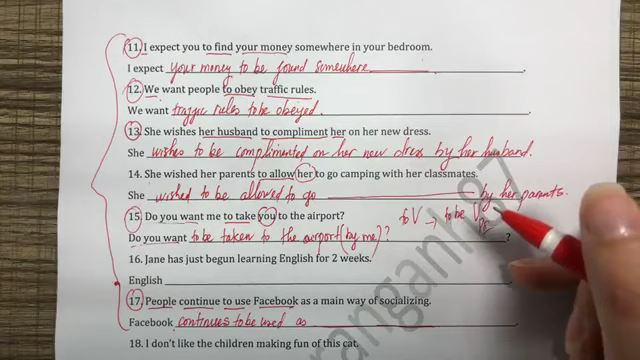 11. I expect you to find your money somewhere in your bedroom.
I expect your money to be found somewhere
12. We want people to obey traffic rules.
We want traffic rules to be obeyed.
13. She wishes her husband to compliment her on her new dress.
She wishes to be complimented on her new dress by her husband.
14. She wished her parents to allow her to go camping with her classmates.
She wished to be allowed to go by her parents.
15. Do you want me to take you to the airport?
to V → to be V
Do you want to be taken to the airport (by me)? ?
16. Jane has just begun learning English for 2 weeks.
English
17. People continue to use Facebook as a main way of socializing.
Facebook continues to be used as
18. I don't like the children making fun of this cat.